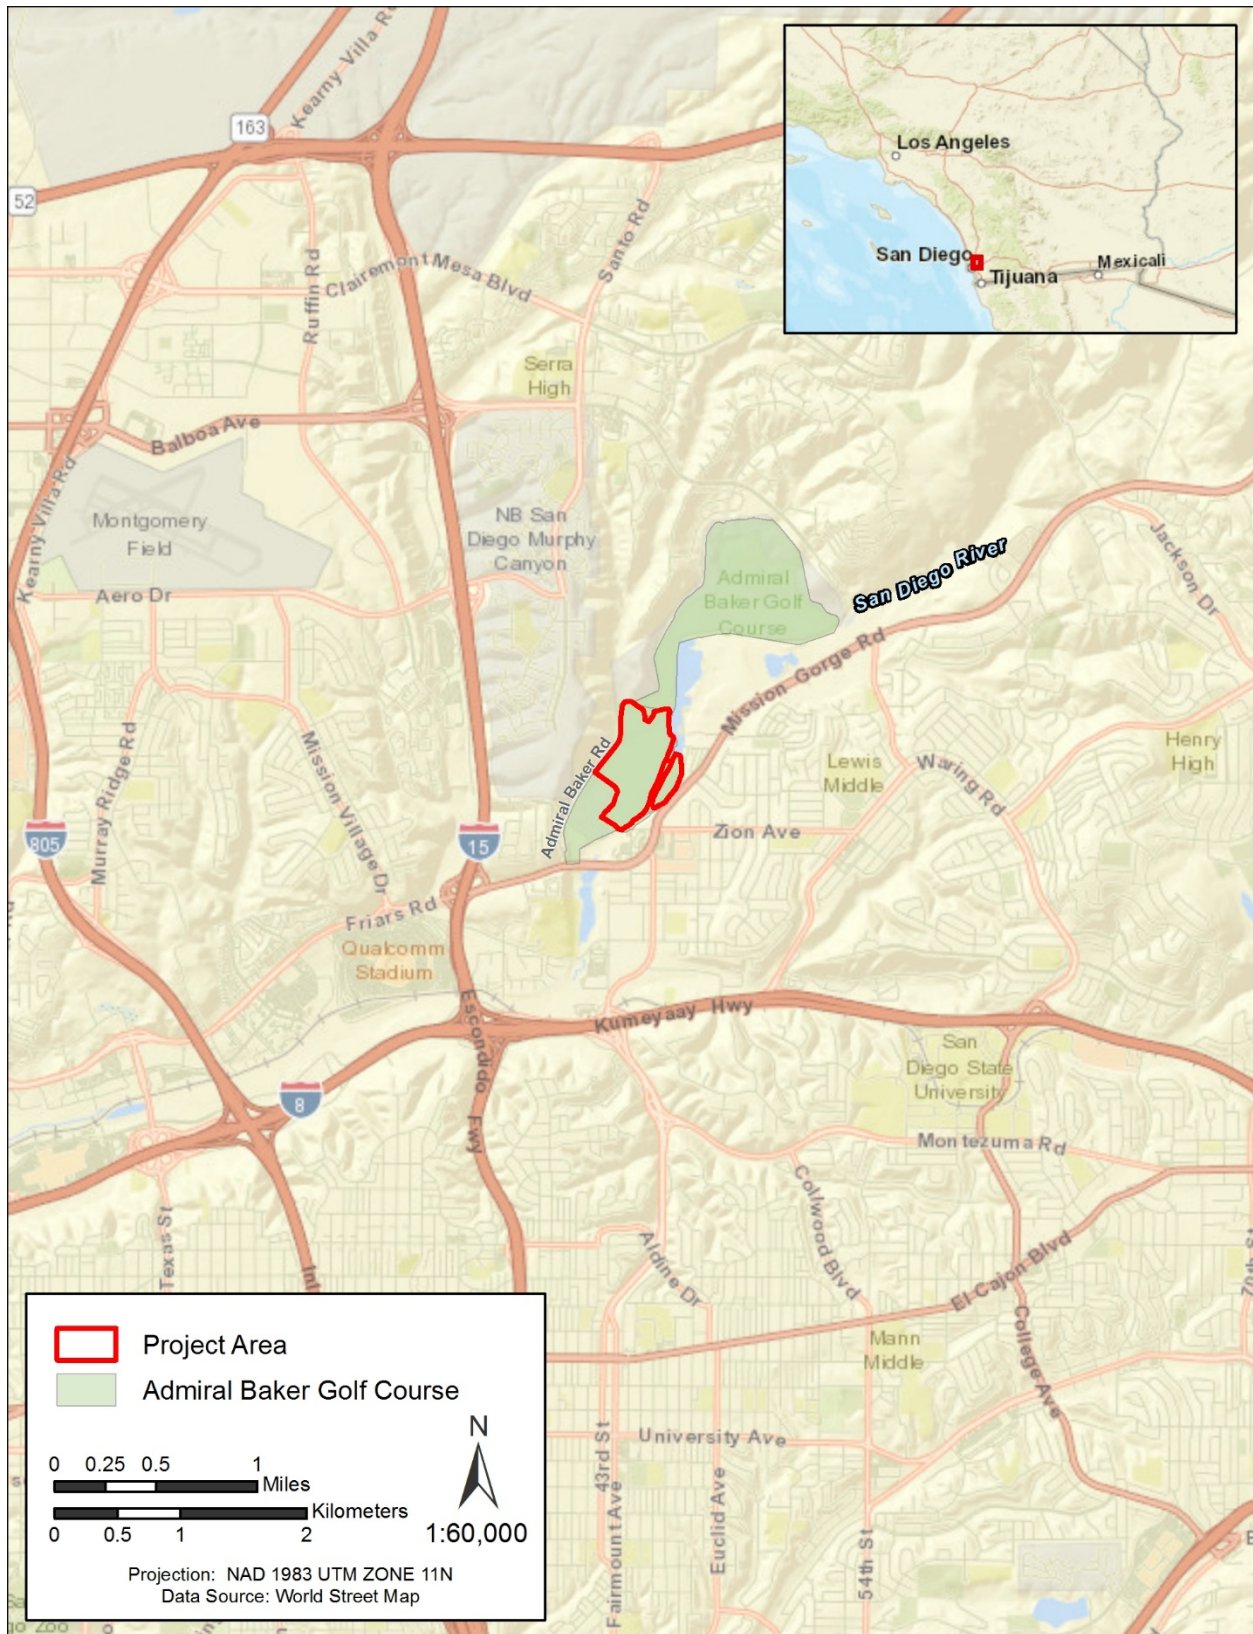 Kearny Villa Rd
163
52
Los Angeles
San Diego
Tijuana
Mexicali
Santo Rd
Ruffin Rd
Clairemont Mesa Blvd
Serra
High
Balboa Ave
Kearny Villa Rd
Montgomery
Field
NB San
Diego Murphy
Canyon
Aero Dr
Admiral
Baker Golf
Course
San Diego River
Jackson Dr
Mission Gorge Rd
Murray Ridge Rd
Mission Village Dr
Admiral Baker Rd
Henry
High
Lewis
Middle
Waring Rd
Zion Ave
805
15
Friars Rd
Qualcomm
Stadium
Escondido Fwy
Kumeyaay Hwy
San
Diego State
University
8
Montezuma Rd
Collwood Blvd
Texas St
Aldine Dr
El Cajon Blvd
70th St
College Ave
Mann
Middle
University Ave
43rd St
Fairmount Ave
Euclid Ave
54th St
Project Area
Admiral Baker Golf Course
N
0 0.25 0.5 1
Miles
Kilometers
0 0.5 1 2
1:60,000
Projection: NAD 1983 UTM ZONE 11N
Data Source: World Street Map